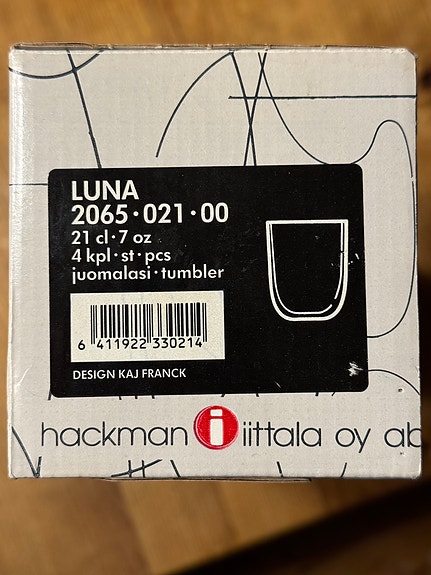 LUNA
2065·021·00
21 cl·7 oz
4 kpl·st·pcs
juomalasi·tumbler
6 411922 330214
DESIGN KAJ FRANCK
hackman i iittala oy ab